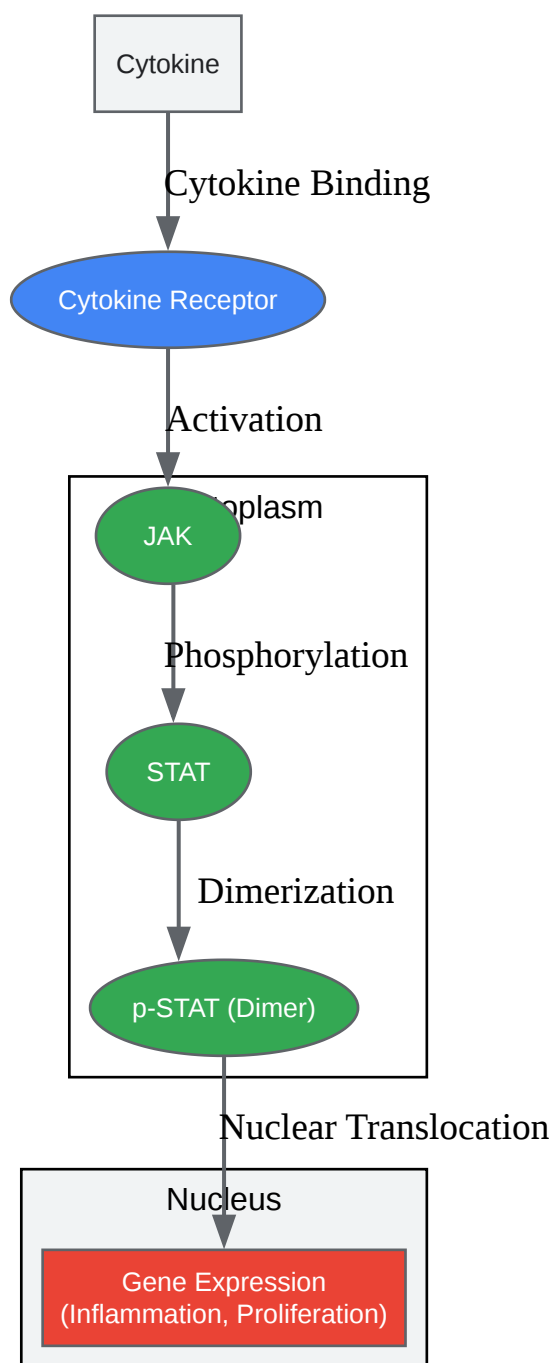 Cytokine
Cytokine Binding
Cytokine Receptor
Activation
toplasm
JAK
Phosphorylation
STAT
Dimerization
p-STAT (Dimer)
Nuclear Translocation
Nucleus
Gene Expression
(Inflammation, Proliferation)